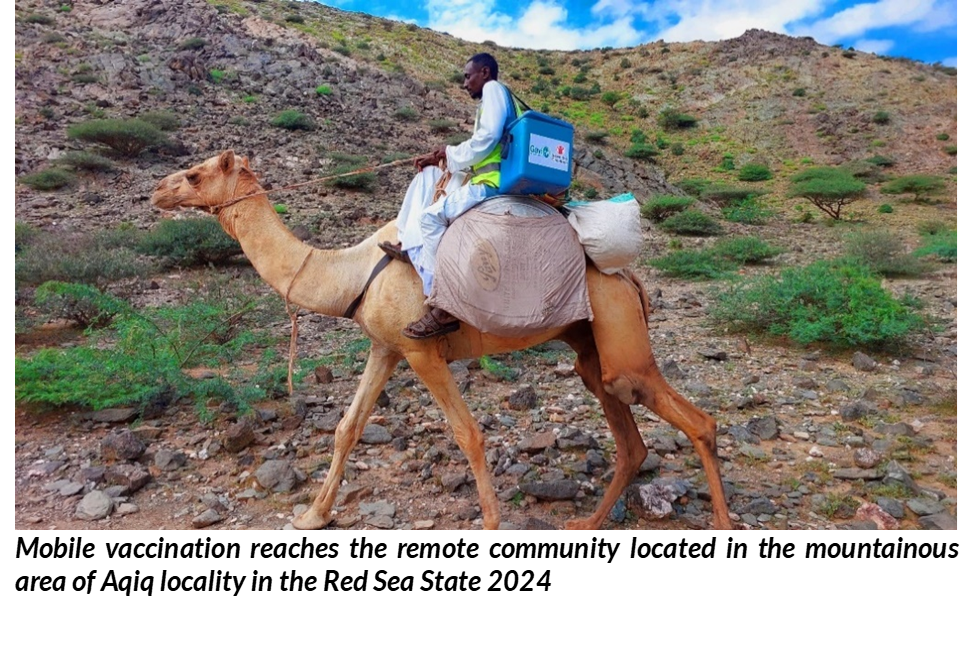 Gavi
Mobile vaccination reaches the remote community located in the mountainous
area of Aqiq locality in the Red Sea State 2024